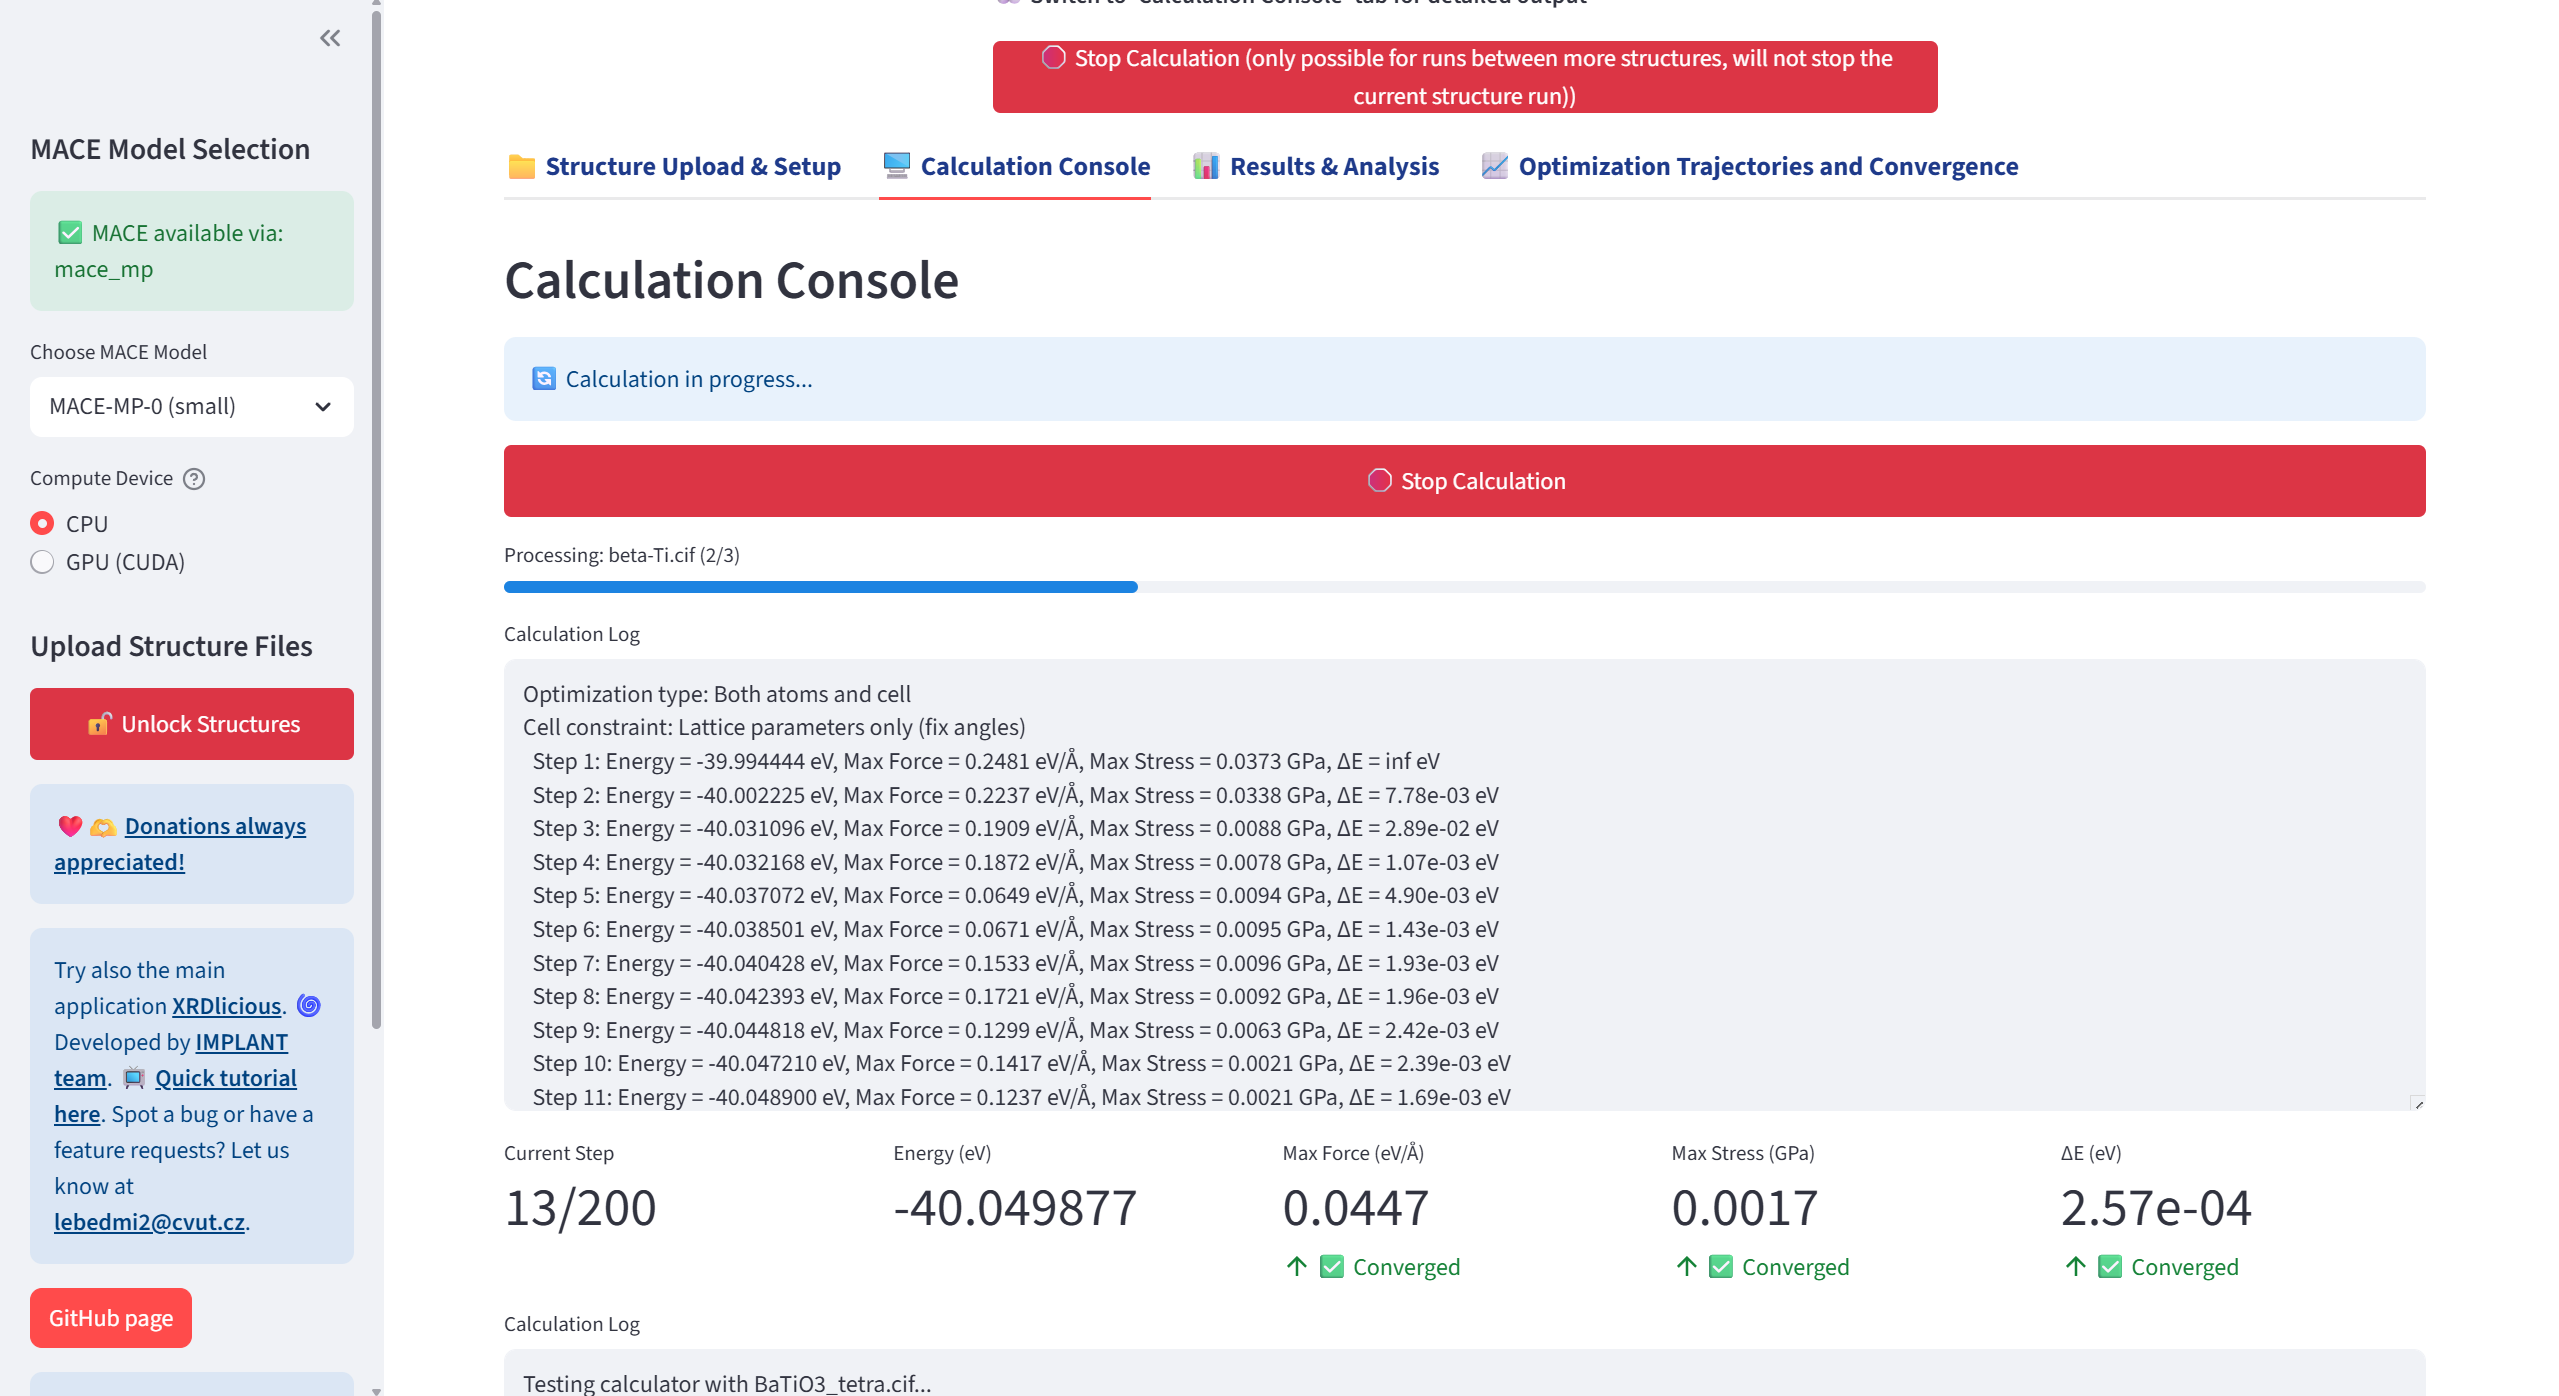 MACE Model Selection
MACE available via:
mace_mp
Choose MACE Model
MACE-MP-0 (small)
Compute Device
CPU
GPU (CUDA)
Upload Structure Files
Unlock Structures
Donations always
appreciated!
Try also the main
application XRDlicious.
Developed by IMPLANT
team. Quick tutorial
here. Spot a bug or have a
feature requests? Let us
know at
lebedmi2@cvut.cz.
GitHub page
Switch to 'Calculation Console' tab for detailed output
Stop Calculation (only possible for runs between more structures, will not stop the
current structure run))
Structure Upload & Setup
Calculation Console
Results & Analysis
Optimization Trajectories and Convergence
Calculation Console
Calculation in progress...
Stop Calculation
Processing: beta-Ti.cif (2/3)
Calculation Log
Optimization type: Both atoms and cell
Cell constraint: Lattice parameters only (fix angles)
Step 1: Energy = -39.994444 eV, Max Force = 0.2481 eV/Å, Max Stress = 0.0373 GPa, ΔE = inf eV
Step 2: Energy = -40.002225 eV, Max Force = 0.2237 eV/Å, Max Stress = 0.0338 GPa, ΔE = 7.78e-03 eV
Step 3: Energy = -40.031096 eV, Max Force = 0.1909 eV/Å, Max Stress = 0.0088 GPa, ΔE = 2.89e-02 eV
Step 4: Energy = -40.032168 eV, Max Force = 0.1872 eV/Å, Max Stress = 0.0078 GPa, ΔE = 1.07e-03 eV
Step 5: Energy = -40.037072 eV, Max Force = 0.0649 eV/Å, Max Stress = 0.0094 GPa, ΔE = 4.90e-03 eV
Step 6: Energy = -40.038501 eV, Max Force = 0.0671 eV/Å, Max Stress = 0.0095 GPa, ΔE = 1.43e-03 eV
Step 7: Energy = -40.040428 eV, Max Force = 0.1533 eV/Å, Max Stress = 0.0096 GPa, ΔE = 1.93e-03 eV
Step 8: Energy = -40.042393 eV, Max Force = 0.1721 eV/Å, Max Stress = 0.0092 GPa, ΔE = 1.96e-03 eV
Step 9: Energy = -40.044818 eV, Max Force = 0.1299 eV/Å, Max Stress = 0.0063 GPa, ΔE = 2.42e-03 eV
Step 10: Energy = -40.047210 eV, Max Force = 0.1417 eV/Å, Max Stress = 0.0021 GPa, ΔE = 2.39e-03 eV
Step 11: Energy = -40.048900 eV, Max Force = 0.1237 eV/Å, Max Stress = 0.0021 GPa, ΔE = 1.69e-03 eV
Current Step
13/200
Energy (eV)
-40.049877
Max Force (eV/Å)
0.0447
Converged
Max Stress (GPa)
0.0017
Converged
ΔE (eV)
2.57e-04
Converged
Calculation Log
Testing calculator with BaTiO3_tetra.cif...